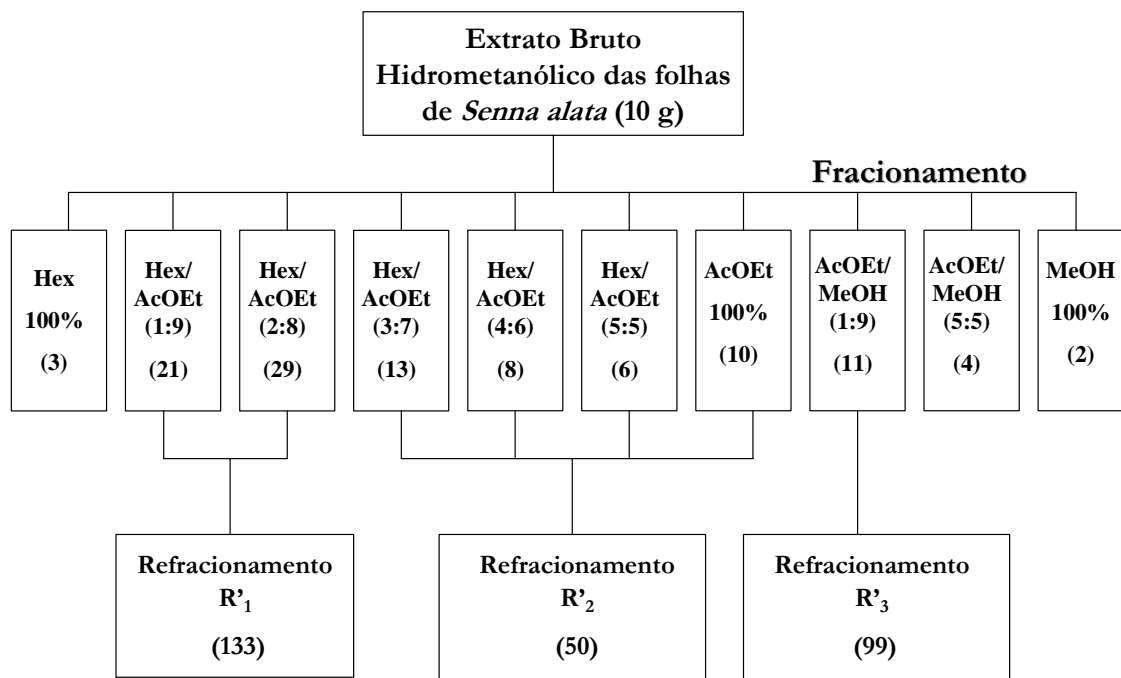 Extrato Bruto
Hidrometanólico das folhas
de Senna alata (10 g)
Fracionamento
Hex
100%
(3)
Hex/
AcOEt
(1:9)
(21)
Hex/
AcOEt
(2:8)
(29)
Hex/
AcOEt
(3:7)
(13)
Hex/
AcOEt
(4:6)
(8)
Hex/
AcOEt
(5:5)
(6)
AcOEt
100%
(10)
AcOEt/
MeOH
(1:9)
(11)
AcOEt/
MeOH
(5:5)
(4)
MeOH
100%
(2)
Refracionamento
R’₁
(133)
Refracionamento
R’₂
(50)
Refracionamento
R’₃
(99)